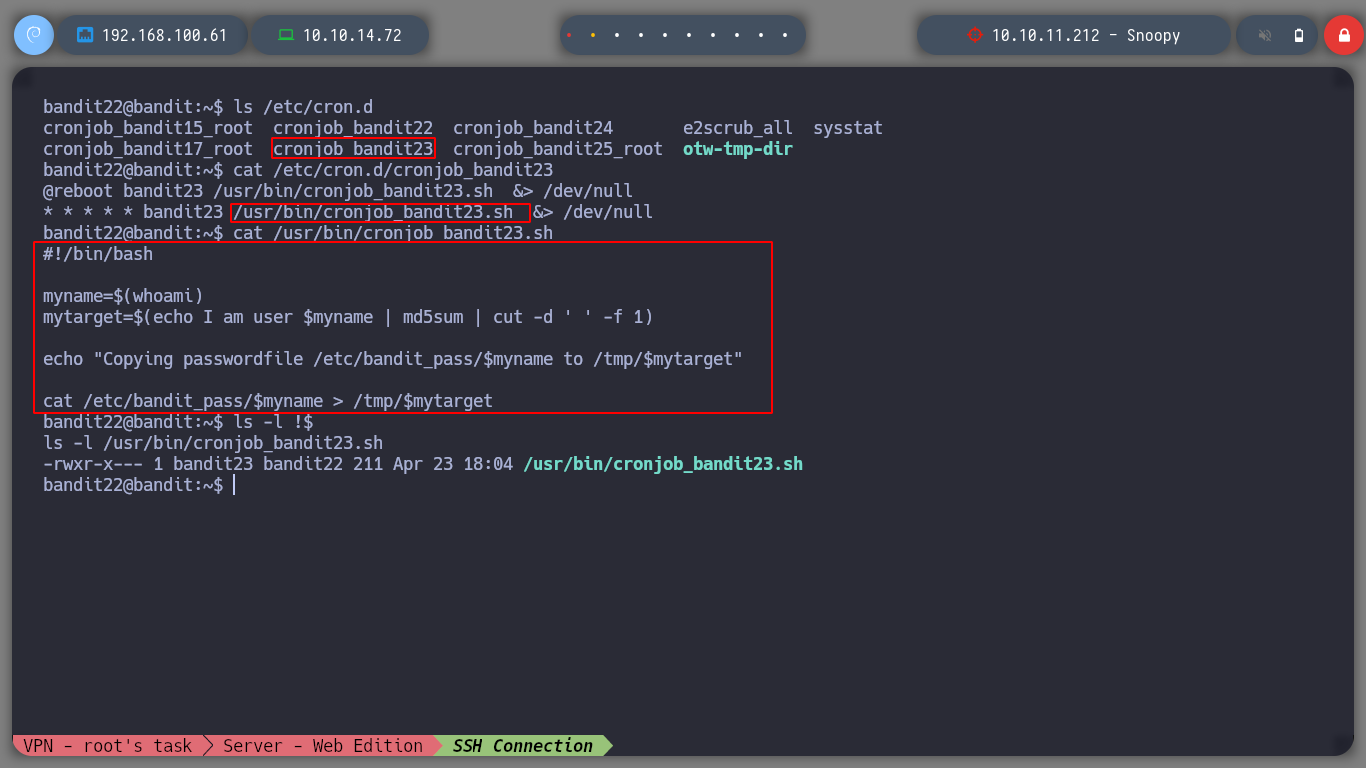 192.168.100.61
10.10.14.72
10.10.11.212 - Snoopy
bandit22@bandit:~$ ls /etc/cron.d
cronjob_bandit15_root  cronjob_bandit22  cronjob_bandit24       e2scrub_all  sysstat
cronjob_bandit17_root  cronjob_bandit23  cronjob_bandit25_root  otw-tmp-dir
bandit22@bandit:~$ cat /etc/cron.d/cronjob_bandit23
@reboot bandit23 /usr/bin/cronjob_bandit23.sh  &> /dev/null
* * * * * bandit23 /usr/bin/cronjob_bandit23.sh  &> /dev/null
bandit22@bandit:~$ cat /usr/bin/cronjob_bandit23.sh
#!/bin/bash
myname=$(whoami)
mytarget=$(echo I am user $myname | md5sum | cut -d ' ' -f 1)
echo "Copying passwordfile /etc/bandit_pass/$myname to /tmp/$mytarget"
cat /etc/bandit_pass/$myname > /tmp/$mytarget
bandit22@bandit:~$ ls -l !$
ls -l /usr/bin/cronjob_bandit23.sh
-rwxr-x--- 1 bandit23 bandit22 211 Apr 23 18:04 /usr/bin/cronjob_bandit23.sh
bandit22@bandit:~$
VPN - root's task
Server - Web Edition
SSH Connection